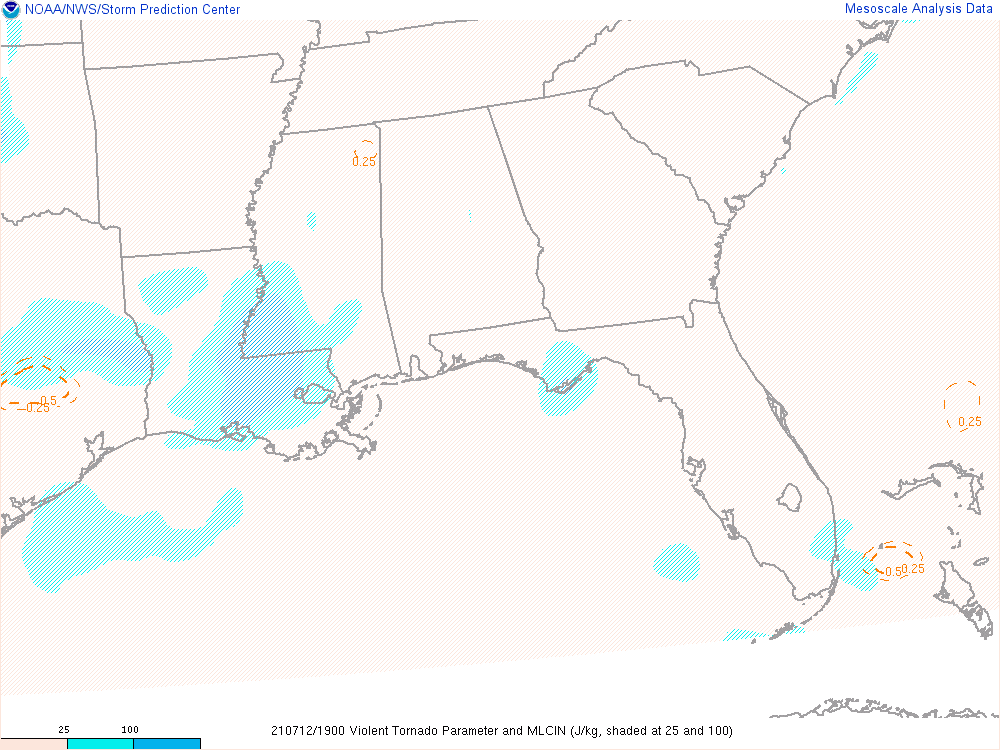 NOAA/NWS/Storm Prediction Center
Mesoscale Analysis Data
0.25
0.5
0.25
0.25
0.5
0.25
25 100
210712/1900 Violent Tornado Parameter and MLCIN (J/kg, shaded at 25 and 100)